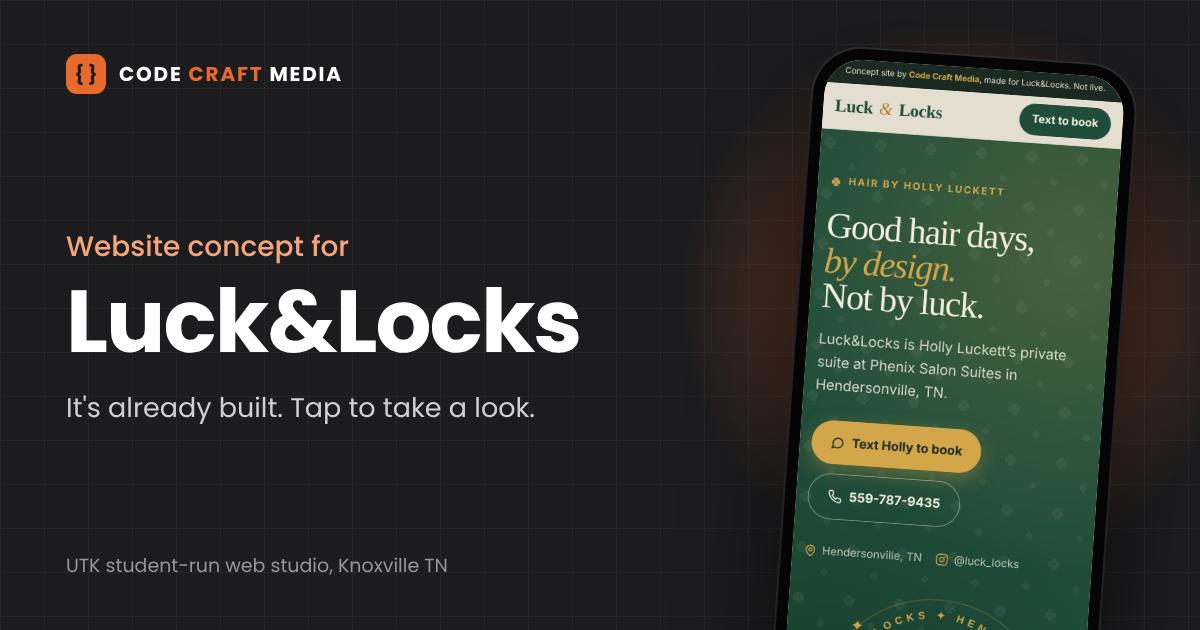 { } CODE CRAFT MEDIA
Website concept for
Luck&Locks
It's already built. Tap to take a look.
UTK student-run web studio, Knoxville TN
Concept site by Code Craft Media, made for Luck&Locks. Not live.
Luck & Locks
Text to book
HAIR BY HOLLY LUCKETT
Good hair days,
by design.
Not by luck.
Luck&Locks is Holly Luckett’s private
suite at Phenix Salon Suites in
Hendersonville, TN.
Text Holly to book
559-787-9435
Hendersonville, TN @luck_locks
OCKS ✦ HEN